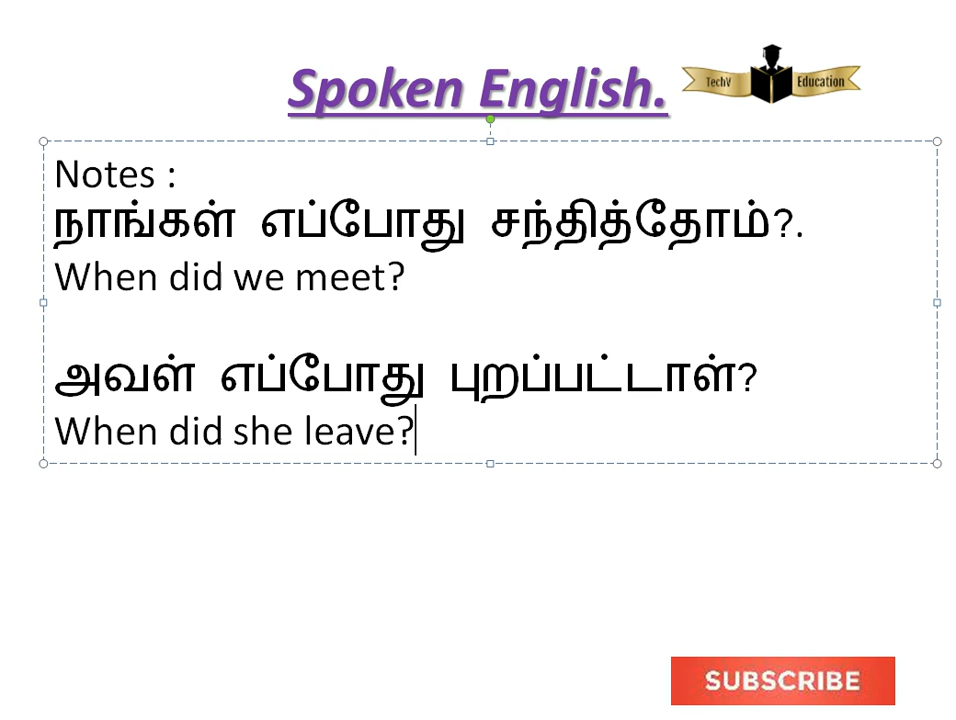 Spoken English.
TechV Education
Notes :
நாங்கள் எப்போது சந்தித்தோம்?.
When did we meet?
அவள் எப்போது புறப்பட்டாள்?
When did she leave?
SUBSCRIBE